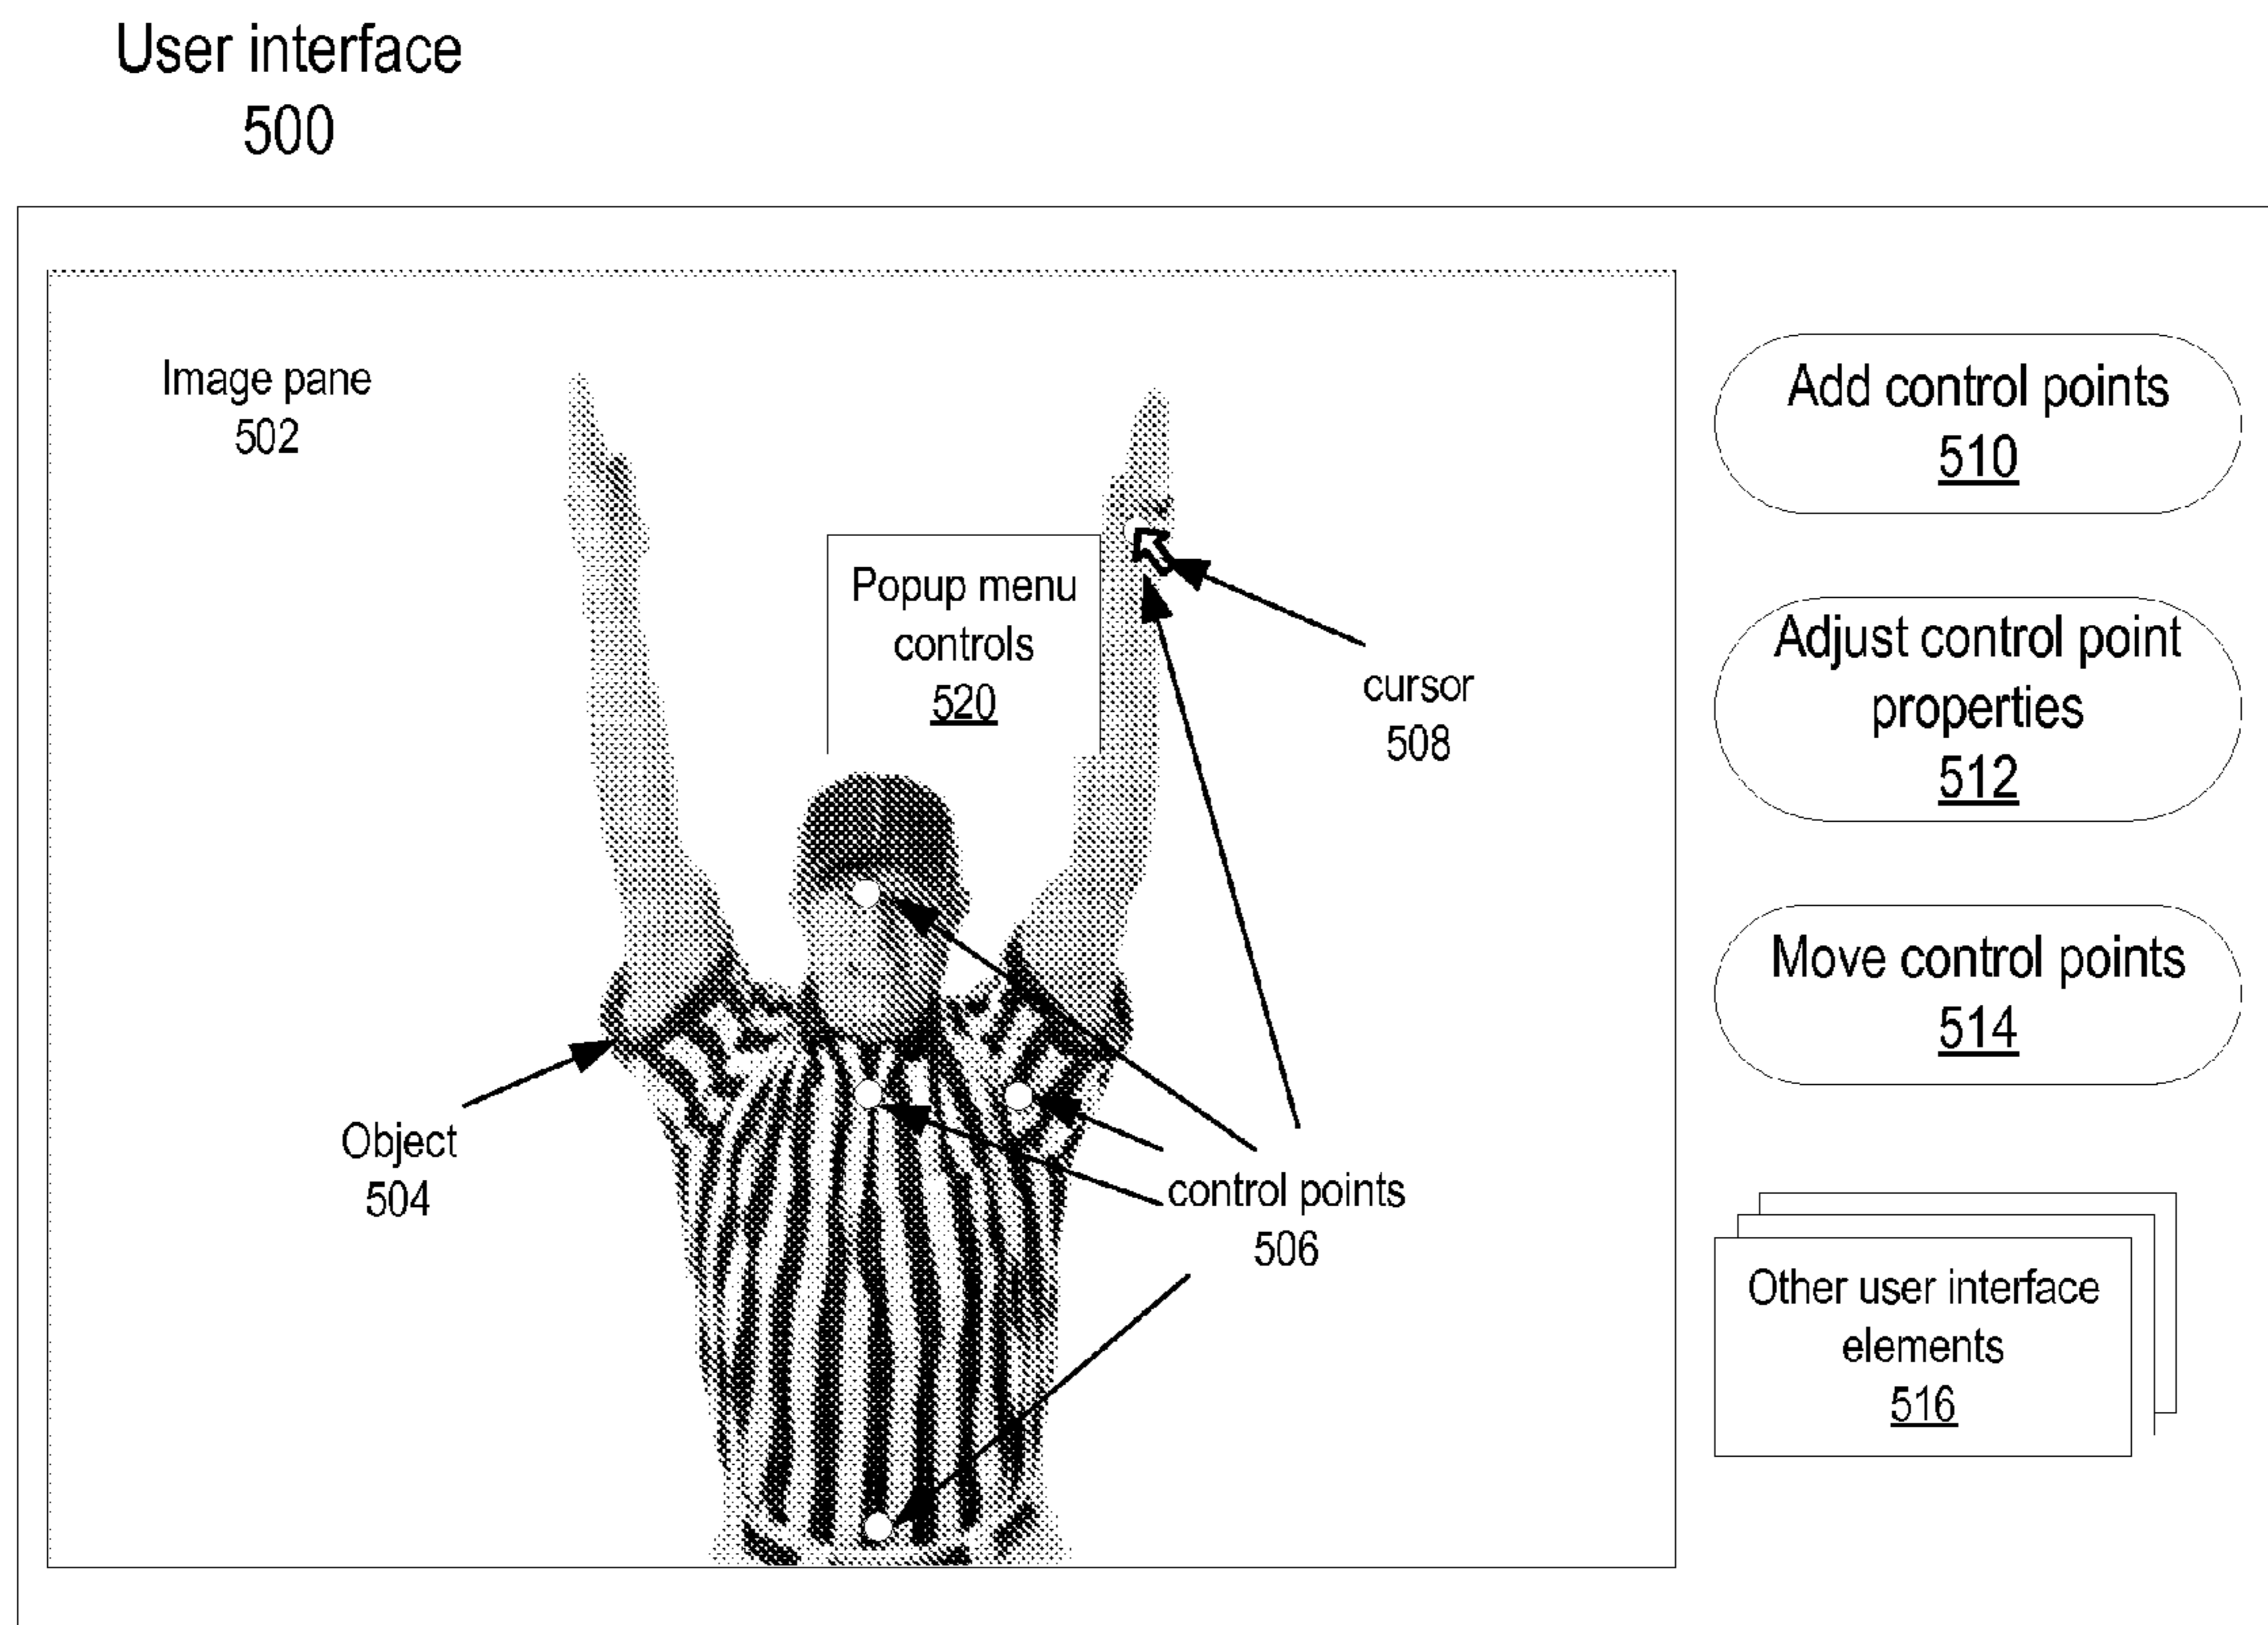 User interface
500
Image pane
502
Popup menu
controls
520
cursor
508
Object
504
control points
506
Add control points
510
Adjust control point
properties
512
Move control points
514
Other user interface
elements
516